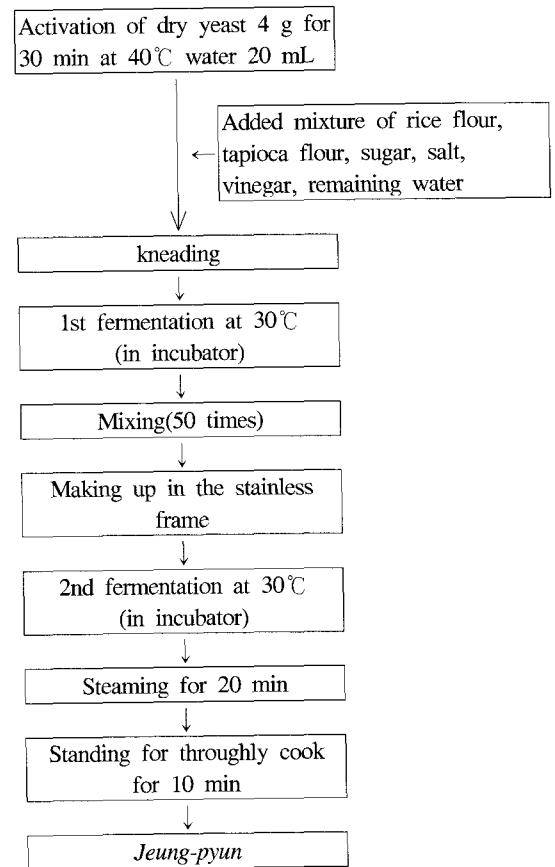 Activation of dry yeast 4 g for
30 min at 40℃ water 20 mL
Added mixture of rice flour,
tapioca flour, sugar, salt,
vinegar, remaining water
kneading
1st fermentation at 30℃
(in incubator)
Mixing(50 times)
Making up in the stainless
frame
2nd fermentation at 30℃
(in incubator)
Steaming for 20 min
Standing for throughly cook
for 10 min
Jeung-pyun